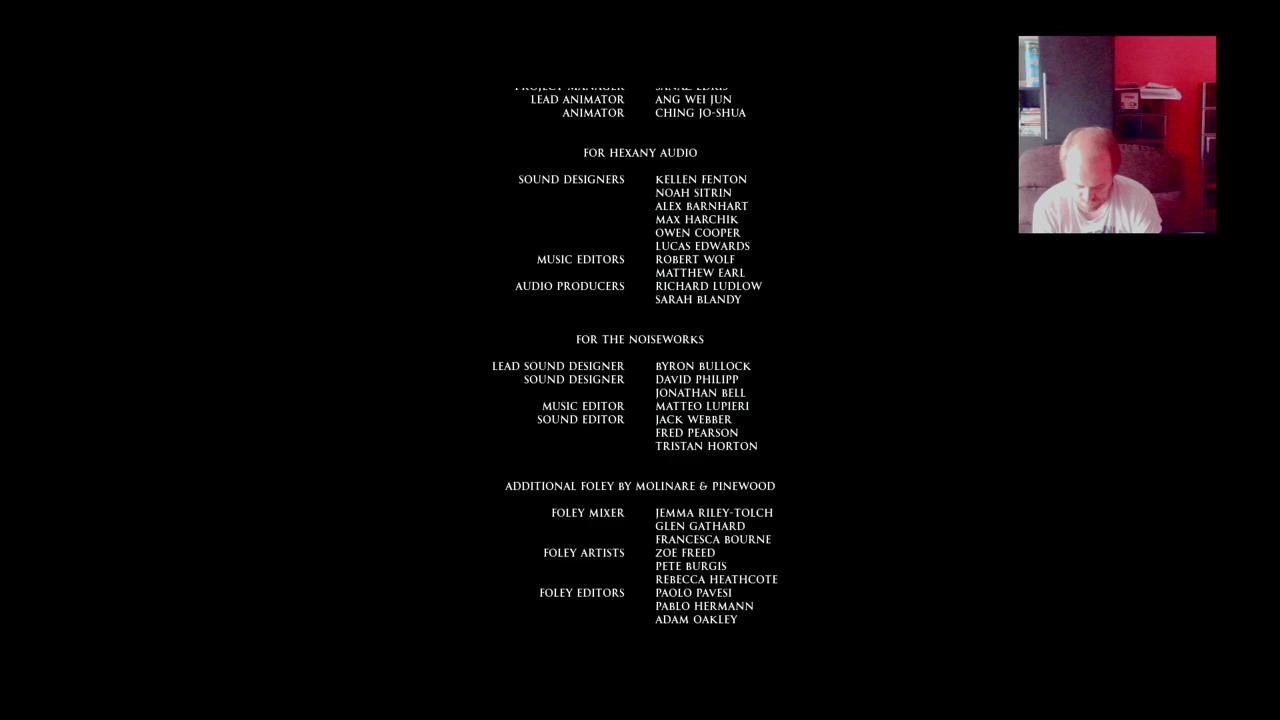 PROJECT MANAGER SANAZ EDRIS
LEAD ANIMATOR ANG WEI JUN
ANIMATOR CHING JO-SHUA
FOR HEXANY AUDIO
SOUND DESIGNERS KELLEN FENTON
NOAH SITRIN
ALEX BARNHART
MAX HARCHIK
OWEN COOPER
LUCAS EDWARDS
MUSIC EDITORS ROBERT WOLF
MATTHEW EARL
AUDIO PRODUCERS RICHARD LUDLOW
SARAH BLANDY
FOR THE NOISEWORKS
LEAD SOUND DESIGNER BYRON BULLOCK
SOUND DESIGNER DAVID PHILIPP
JONATHAN BELL
MUSIC EDITOR MATTEO LUPIERI
SOUND EDITOR JACK WEBBER
FRED PEARSON
TRISTAN HORTON
ADDITIONAL FOLEY BY MOLINARE & PINEWOOD
FOLEY MIXER JEMMA RILEY-TOLCH
GLEN GATHARD
FRANCESCA BOURNE
FOLEY ARTISTS ZOE FREED
PETE BURGIS
REBECCA HEATHCOTE
FOLEY EDITORS PAOLO PAVESI
PABLO HERMANN
ADAM OAKLEY